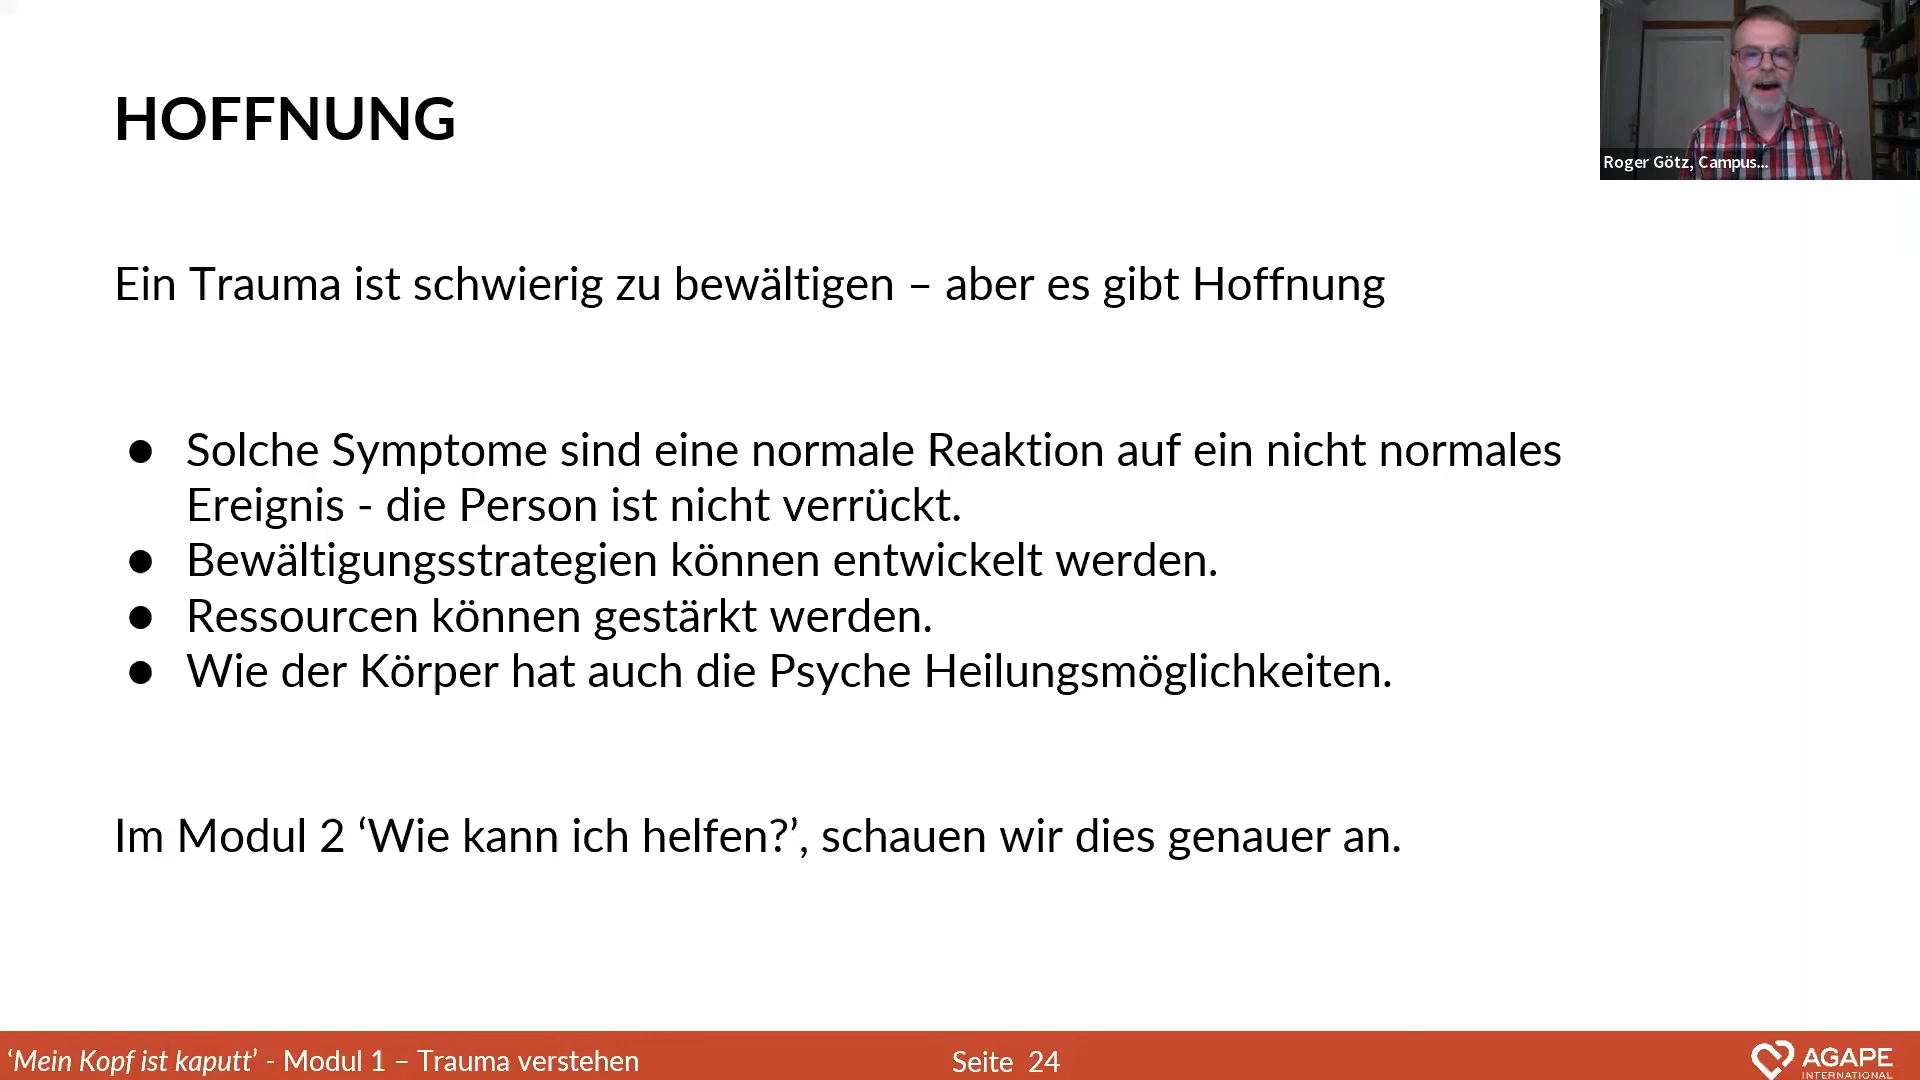 HOFFNUNG
Roger Götz, Campus...
Ein Trauma ist schwierig zu bewältigen – aber es gibt Hoffnung
● Solche Symptome sind eine normale Reaktion auf ein nicht normales
Ereignis - die Person ist nicht verrückt.
● Bewältigungsstrategien können entwickelt werden.
● Ressourcen können gestärkt werden.
● Wie der Körper hat auch die Psyche Heilungsmöglichkeiten.
Im Modul 2 ‘Wie kann ich helfen?’, schauen wir dies genauer an.
‘Mein Kopf ist kaputt’ - Modul 1 – Trauma verstehen
Seite 24
AGAPE
INTERNATIONAL